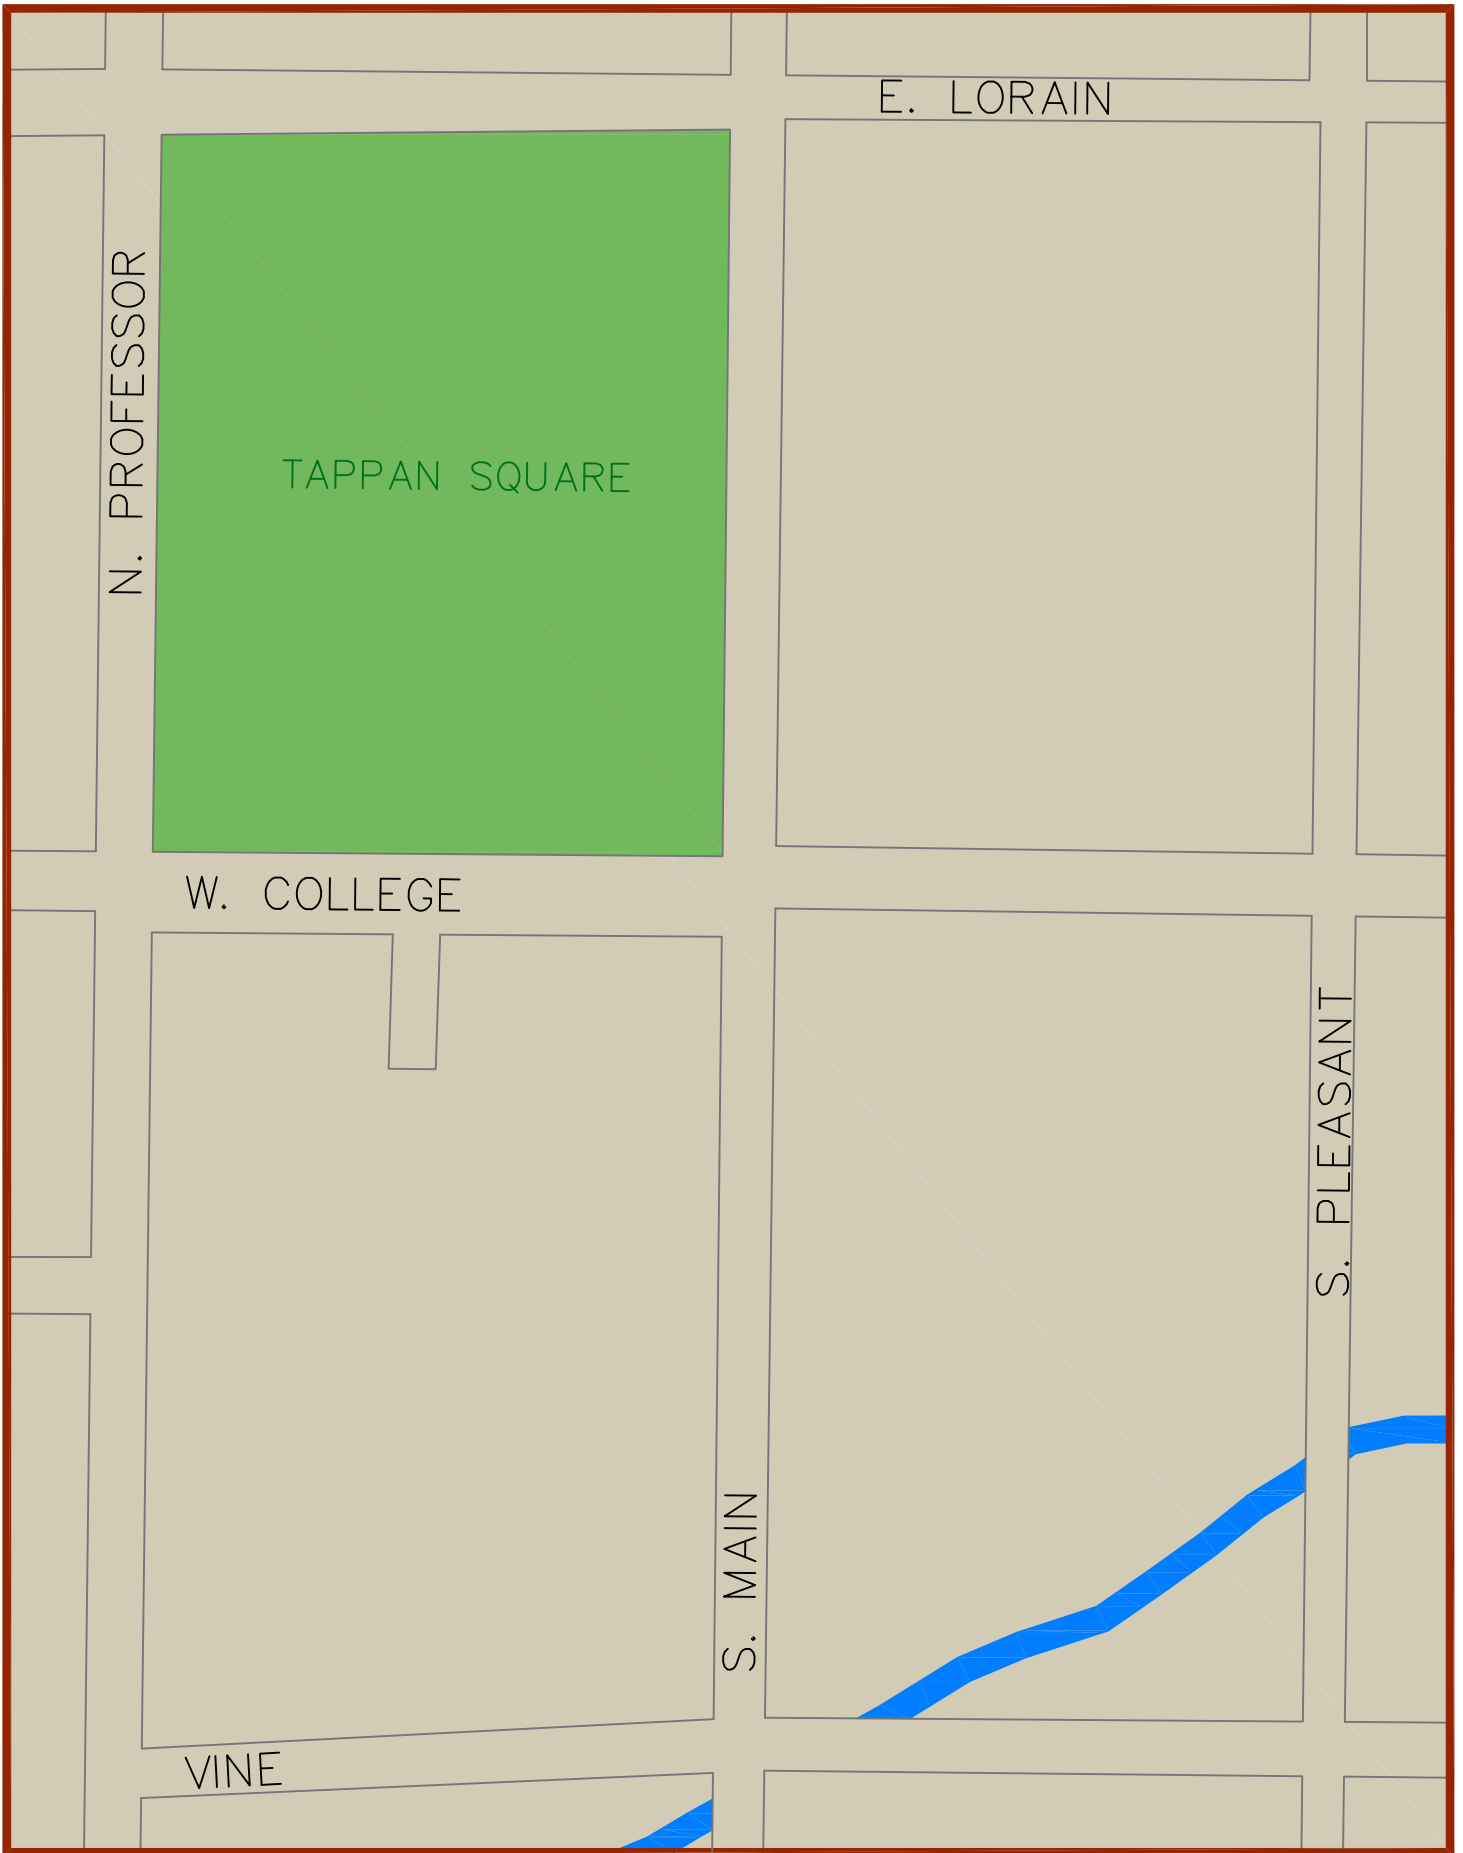 E. LORAIN
N. PROFESSOR
TAPPAN SQUARE
W. COLLEGE
S. PLEASANT
S. MAIN
VINE